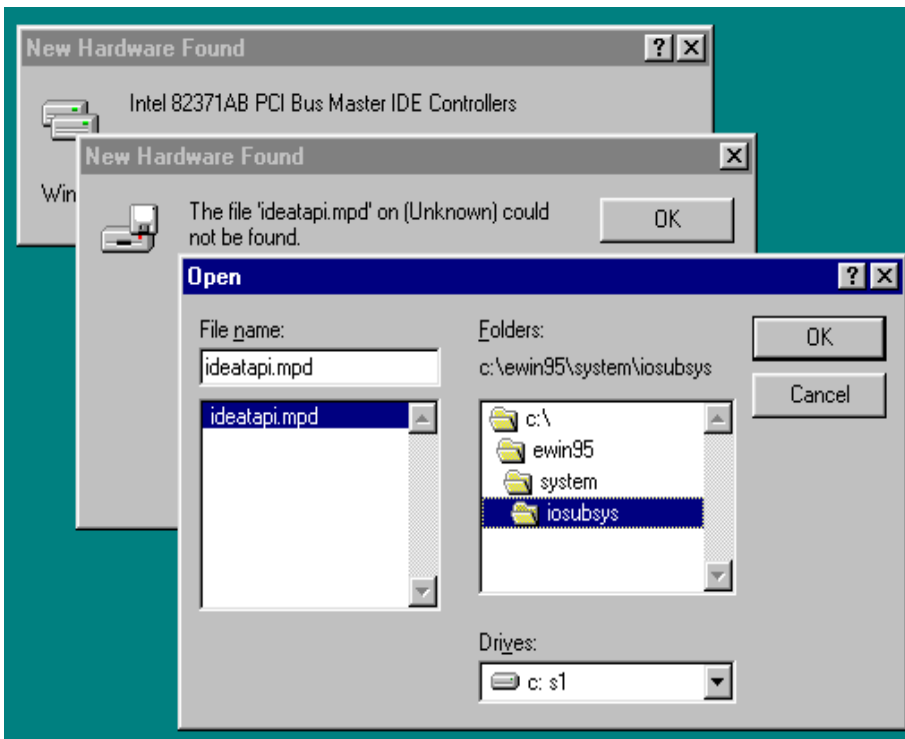 New Hardware Found
Intel 82371AB PCI Bus Master IDE Controllers
Win
New Hardware Found
The file 'ideatapi.mpd' on (Unknown) could
not be found.
OK
Open
File name:
ideatapi.mpd
ideatapi.mpd
Folders:
c:\ewin95\system\iosubsys
c:\
ewin95
system
iosubsys
Drives:
c: s1
OK
Cancel